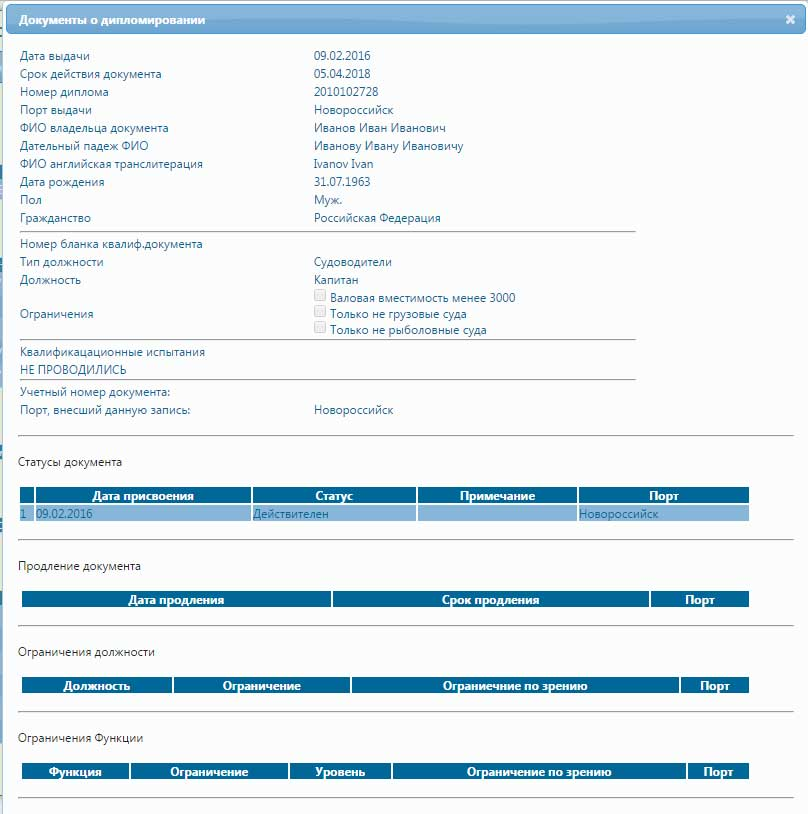 Документы о дипломировании
Дата выдачи 09.02.2016
Срок действия документа 05.04.2018
Номер диплома 2010102728
Порт выдачи Новороссийск
ФИО владельца документа Иванов Иван Иванович
Дательный падеж ФИО Иванову Ивану Ивановичу
ФИО английская транслитерация Ivanov Ivan
Дата рождения 31.07.1963
Пол Муж.
Гражданство Российская Федерация
Номер бланка квалиф.документа
Тип должности Судоводители
Должность Капитан
Валовая вместимость менее 3000
Ограничения Только не грузовые суда
Только не рыболовные суда
Квалификацационные испытания
НЕ ПРОВОДИЛИСЬ
Учетный номер документа:
Порт, внесший данную запись: Новороссийск
Статусы документа
Дата присвоения Статус Примечание Порт
1 09.02.2016 Действителен Новороссийск
Продление документа
Дата продления Срок продления Порт
Ограничения должности
Должность Ограничение Ограниечние по зрению Порт
Ограничения Функции
Функция Ограничение Уровень Ограничение по зрению Порт